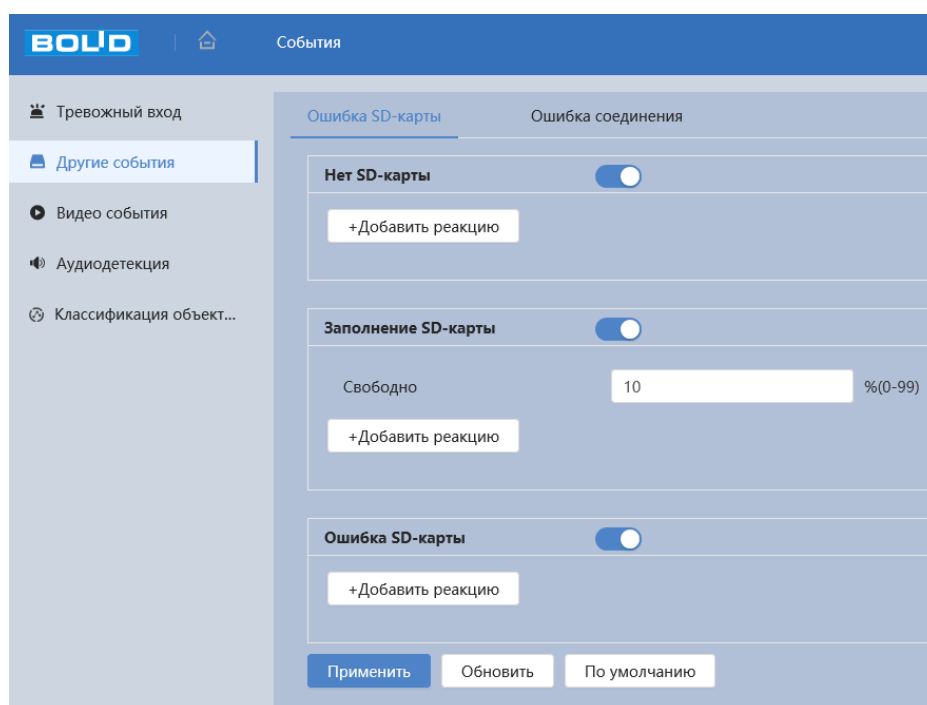 BOLID
События
Тревожный вход
Другие события
Видео события
Аудиодетекция
Классификация объект...
Ошибка SD-карты Ошибка соединения
Нет SD-карты
+Добавить реакцию
Заполнение SD-карты
Свободно 10 %(0-99)
+Добавить реакцию
Ошибка SD-карты
+Добавить реакцию
Применить Обновить По умолчанию